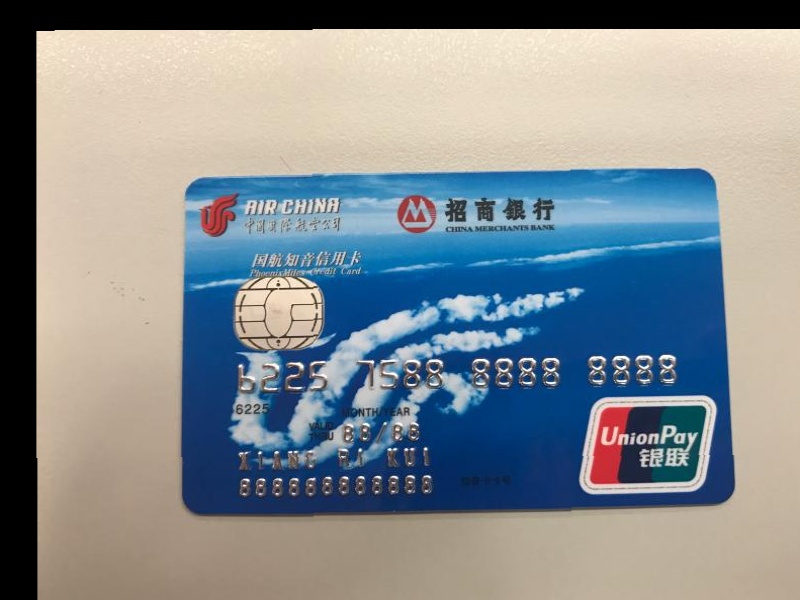 AIR CHINA
中国国际航空公司
招商銀行
CHINA MERCHANTS BANK
国航知音信用卡
PhoenixMiles Credit Card
6225 7588 8888 8888
6225
MONTH/YEAR
VALID THRU 88/88
XIANG RI KUI
888888888888
UnionPay
银联